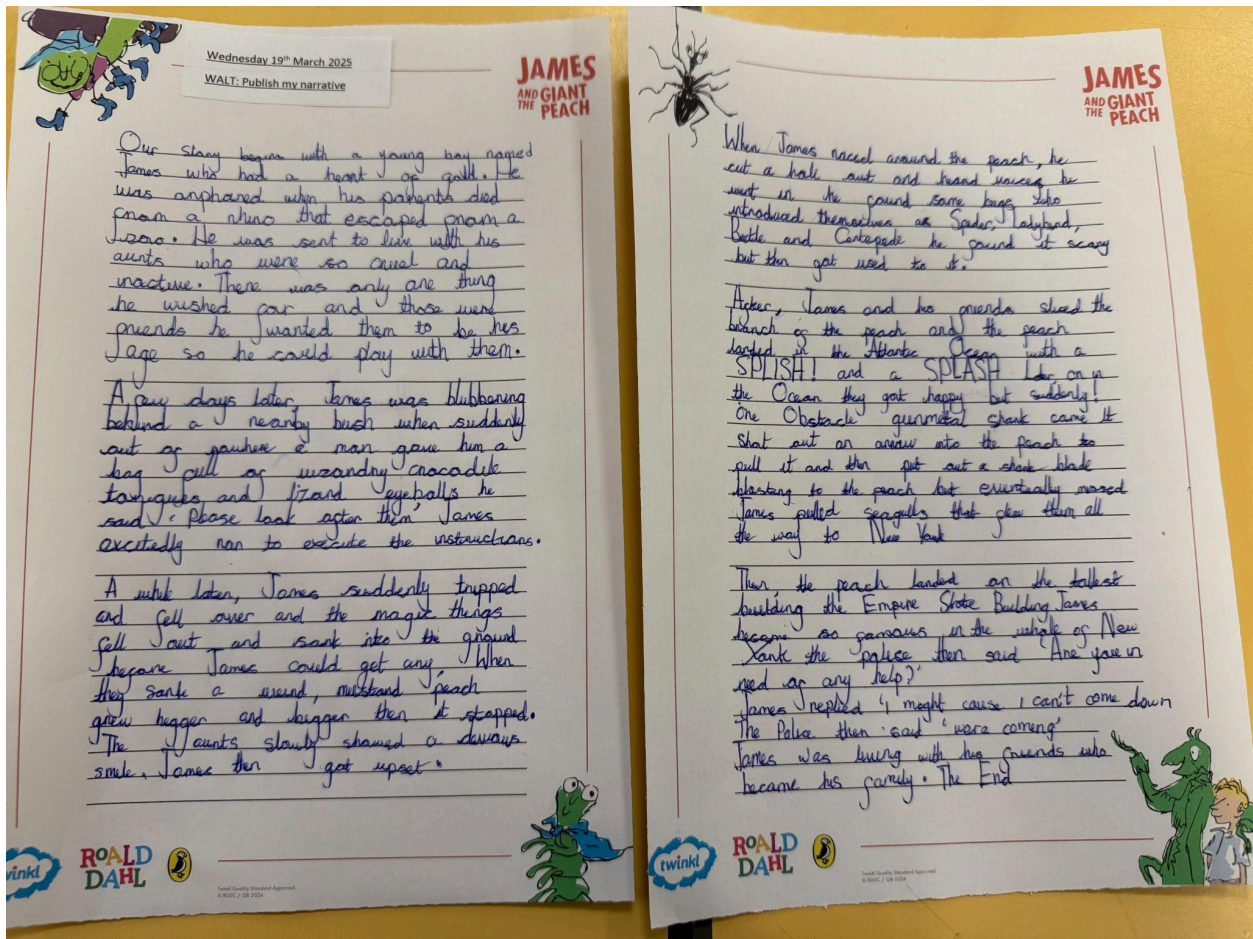 Wednesday 19th March 2025
WALT: Publish my narrative
JAMES
AND THE GIANT
PEACH
Our story begins with a young boy named
James who had a heart of gold. He
was orphaned when his parents died
from a rhino that escaped from a
zoo. He was sent to live with his
aunts who were so cruel and
inactive. There was only one thing
he wished for and those were
friends he wanted them to be his
age so he could play with them.
A few days later, James was blubbering
behind a nearby bush when suddenly
out of nowhere a man gave him a
bag full of wizandry crocodile
tongues and lizard eyeballs he
said 'Please look after them' James
excitedly ran to execute the instructions.
A while later, James suddenly tripped
and fell over and the magic things
fell out and sank into the ground
before James could get any, When
they sank a weird, peach
grew bigger and bigger then it stopped.
The aunts slowly showed a devious
smile. James then got upset.
twinkl
ROALD
DAHL
Twinkl Quality Standard Approved
© RDSC / QB 2024
JAMES
AND THE GIANT
PEACH
When James raced around the peach, he
cut a hole out and heard voices he
went in he found some bugs who
introduced themselves as Spider, Ladybird,
Beetle and Centepede he found it scary
but then got used to it.
After, James and his friends sliced the
branch of the peach and the peach
landed in the Atlantic Ocean with a
SPLISH! and a SPLASH Later on in
the Ocean they got happy but suddenly!
One Obstacle gunmetal shark came It
shot out an arrow into the peach to
pull it and then put out a shark blade
blasting to the peach but eventually missed
James pulled seagulls that flew them all
the way to New York
Then, the peach landed on the tallest
building the Empire State Building James
became so famous in the whole of New
York the police then said 'Are you in
need of any help?'
James replied 'I might cause I can't come down
The Police then said 'were coming'
James was living with his friends who
became his family. The End
twinkl
ROALD
DAHL
Twinkl Quality Standard Approved
© RDSC / QB 2024